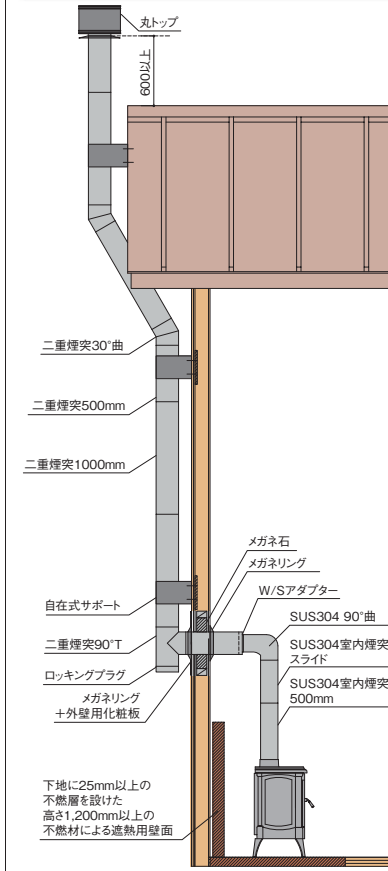 丸トップ
600以上
二重煙突30°曲
二重煙突500mm
二重煙突1000mm
メガネ石
メガネリング
W/Sアダプター
自在式サポート
SUS304 90°曲
二重煙突90°T
SUS304室内煙突
スライド
ロッキングプラグ
SUS304室内煙突
500mm
メガネリング
＋外壁用化粧板
下地に25mm以上の
不燃層を設けた
高さ1,200mm以上の
不燃材による遮熱用壁面